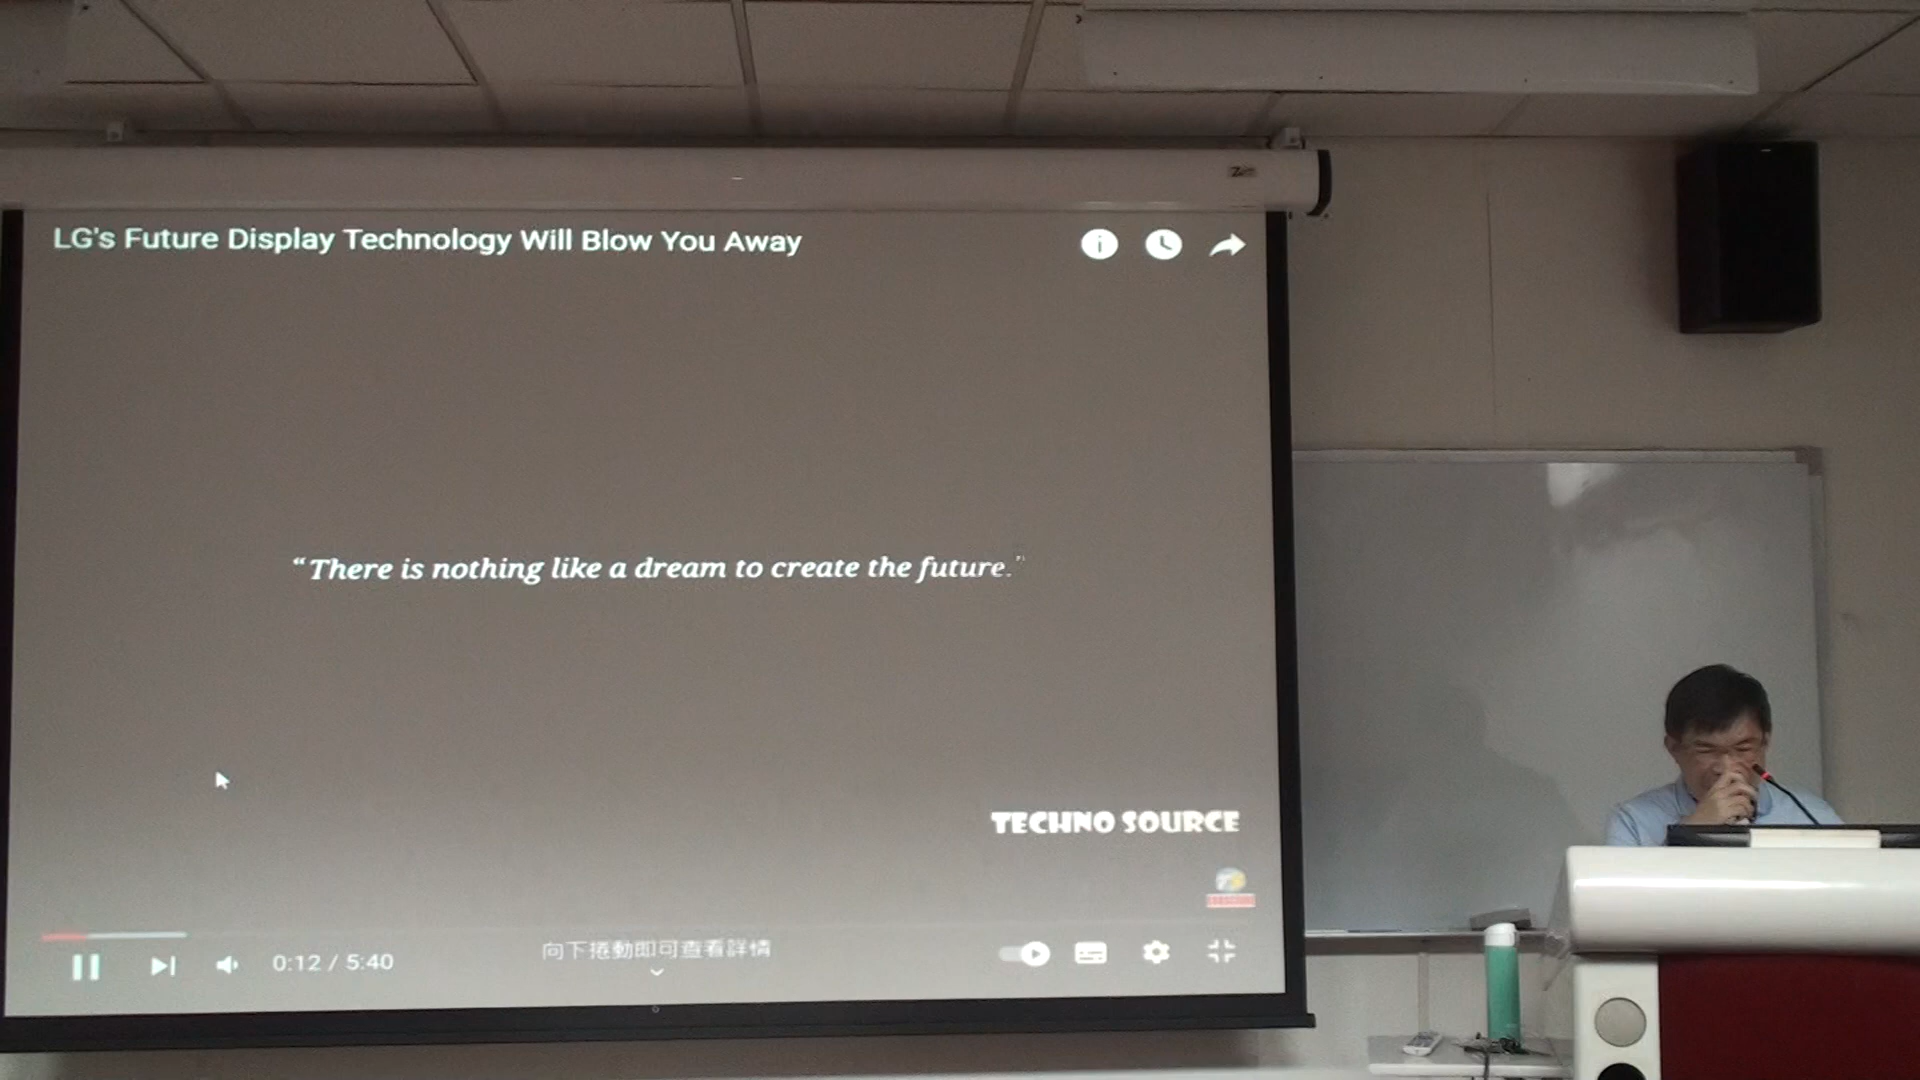 LG's Future Display Technology Will Blow You Away
“There is nothing like a dream to create the future.”
TECHNO SOURCE
0:12 / 5:40
向下捲動即可查看詳情